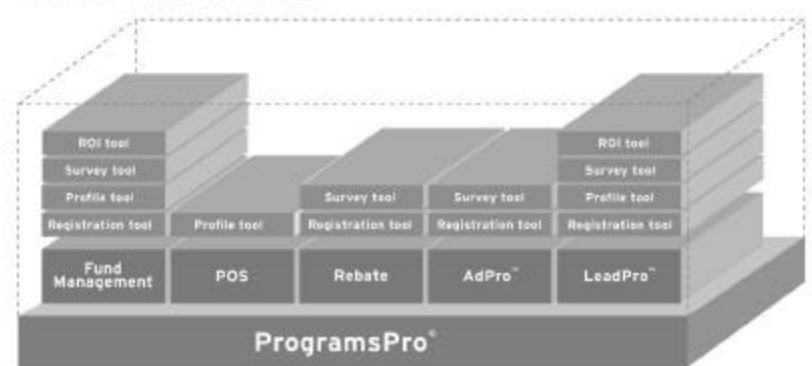 ROI tool ROI tool
Survey tool Survey tool
Profile tool Survey tool Survey tool Profile tool
Registration tool Profile tool Registration tool Registration tool Registration tool
Fund
Management POS Rebate AdPro™ LeadPro™
ProgramsPro©